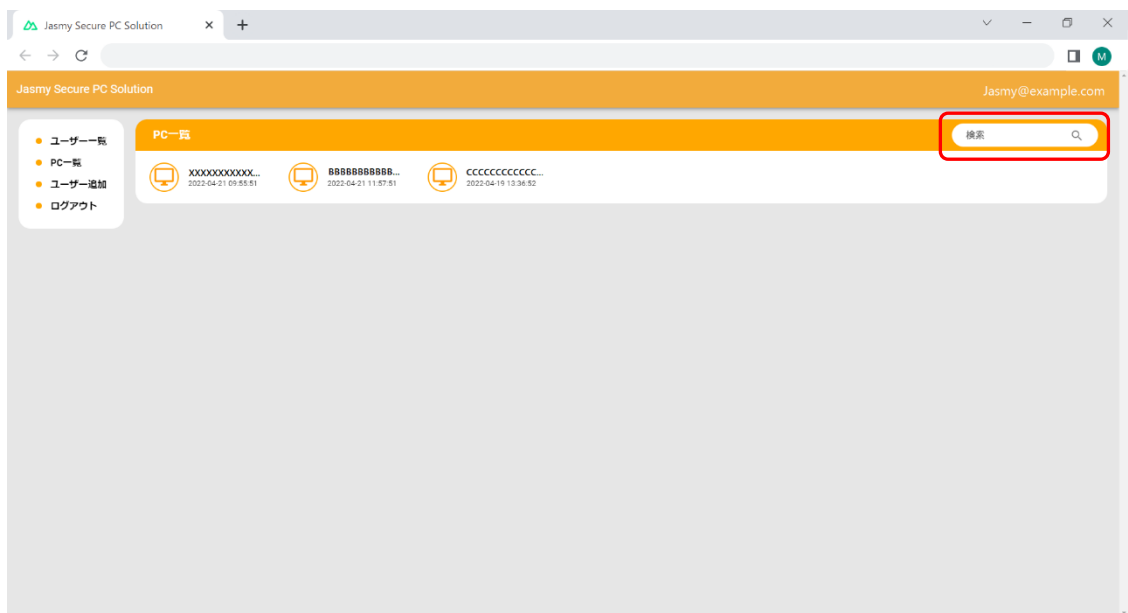 Jasmy Secure PC Solution
M
Jasmy Secure PC Solution
Jasmy@example.com
ユーザー一覧
PC一覧
ユーザー追加
ログアウト
PC一覧
検索
XXXXXXXXXXX...
2022-04-21 09:55:51
BBBBBBBBBBB...
2022-04-21 11:57:51
CCCCCCCCCCCC...
2022-04-19 13:36:52